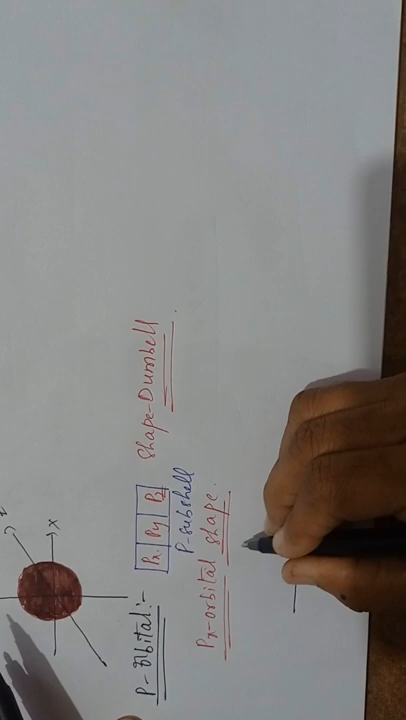 x
P-Orbital:- Px Py Pz Shape-Dumbell.
P-subshell
Px-orbital shape.